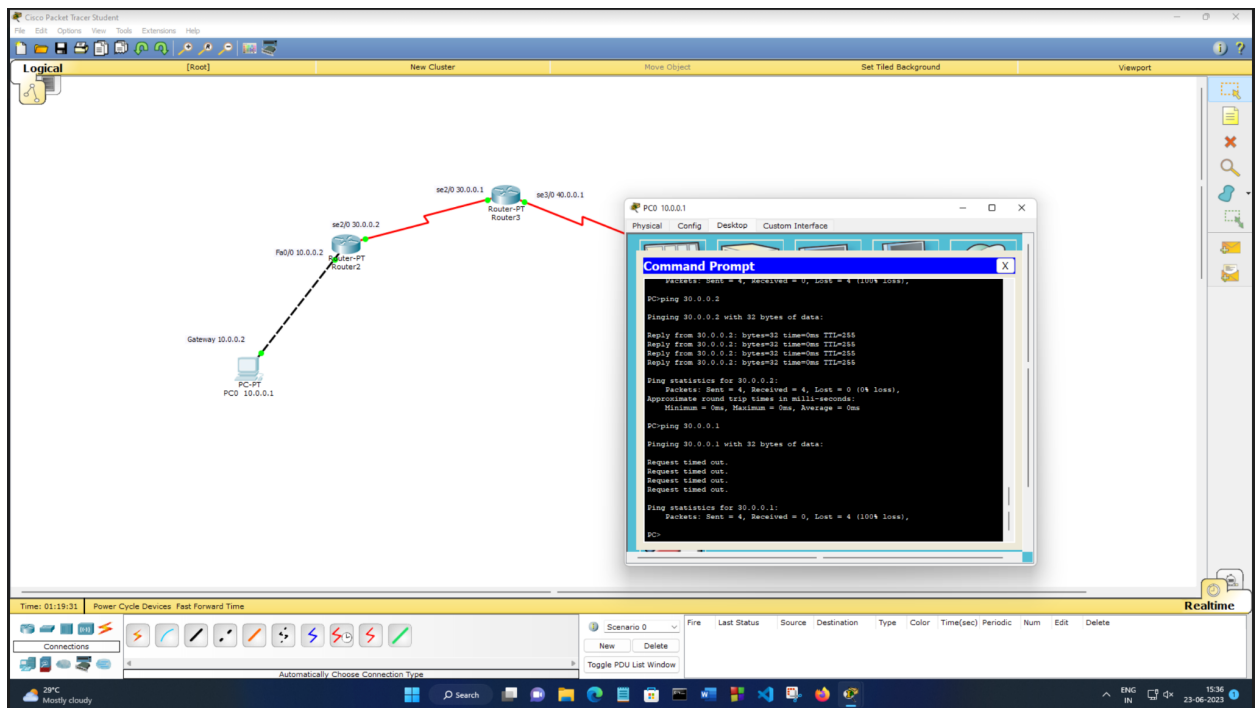 Cisco Packet Tracer Student
File Edit Options View Tools Extensions Help
Logical
[Root]
New Cluster
Move Object
Set Tiled Background
Viewport
se2/0 30.0.0.1
se3/0 40.0.0.1
Router-PT
Router3
se2/0 30.0.0.2
Fa0/0 10.0.0.2
Router-PT
Router2
Gateway 10.0.0.2
PC-PT
PC0 10.0.0.1
PC0 10.0.0.1
Physical Config Desktop Custom Interface
Command Prompt
X
Packets: Sent = 4, Received = 0, Lost = 4 (100% loss),
PC>ping 30.0.0.2
Pinging 30.0.0.2 with 32 bytes of data:
Reply from 30.0.0.2: bytes=32 time=0ms TTL=255
Reply from 30.0.0.2: bytes=32 time=0ms TTL=255
Reply from 30.0.0.2: bytes=32 time=0ms TTL=255
Reply from 30.0.0.2: bytes=32 time=0ms TTL=255
Ping statistics for 30.0.0.2:
Packets: Sent = 4, Received = 4, Lost = 0 (0% loss),
Approximate round trip times in milli-seconds:
Minimum = 0ms, Maximum = 0ms, Average = 0ms
PC>ping 30.0.0.1
Pinging 30.0.0.1 with 32 bytes of data:
Request timed out.
Request timed out.
Request timed out.
Request timed out.
Ping statistics for 30.0.0.1:
Packets: Sent = 4, Received = 0, Lost = 4 (100% loss),
PC>
Time: 01:19:31 Power Cycle Devices Fast Forward Time
Realtime
Connections
Automatically Choose Connection Type
Scenario 0
New Delete
Toggle PDU List Window
Fire Last Status Source Destination Type Color Time(sec) Periodic Num Edit Delete
29°C
Mostly cloudy
Search
ENG
IN
15:36
23-06-2023